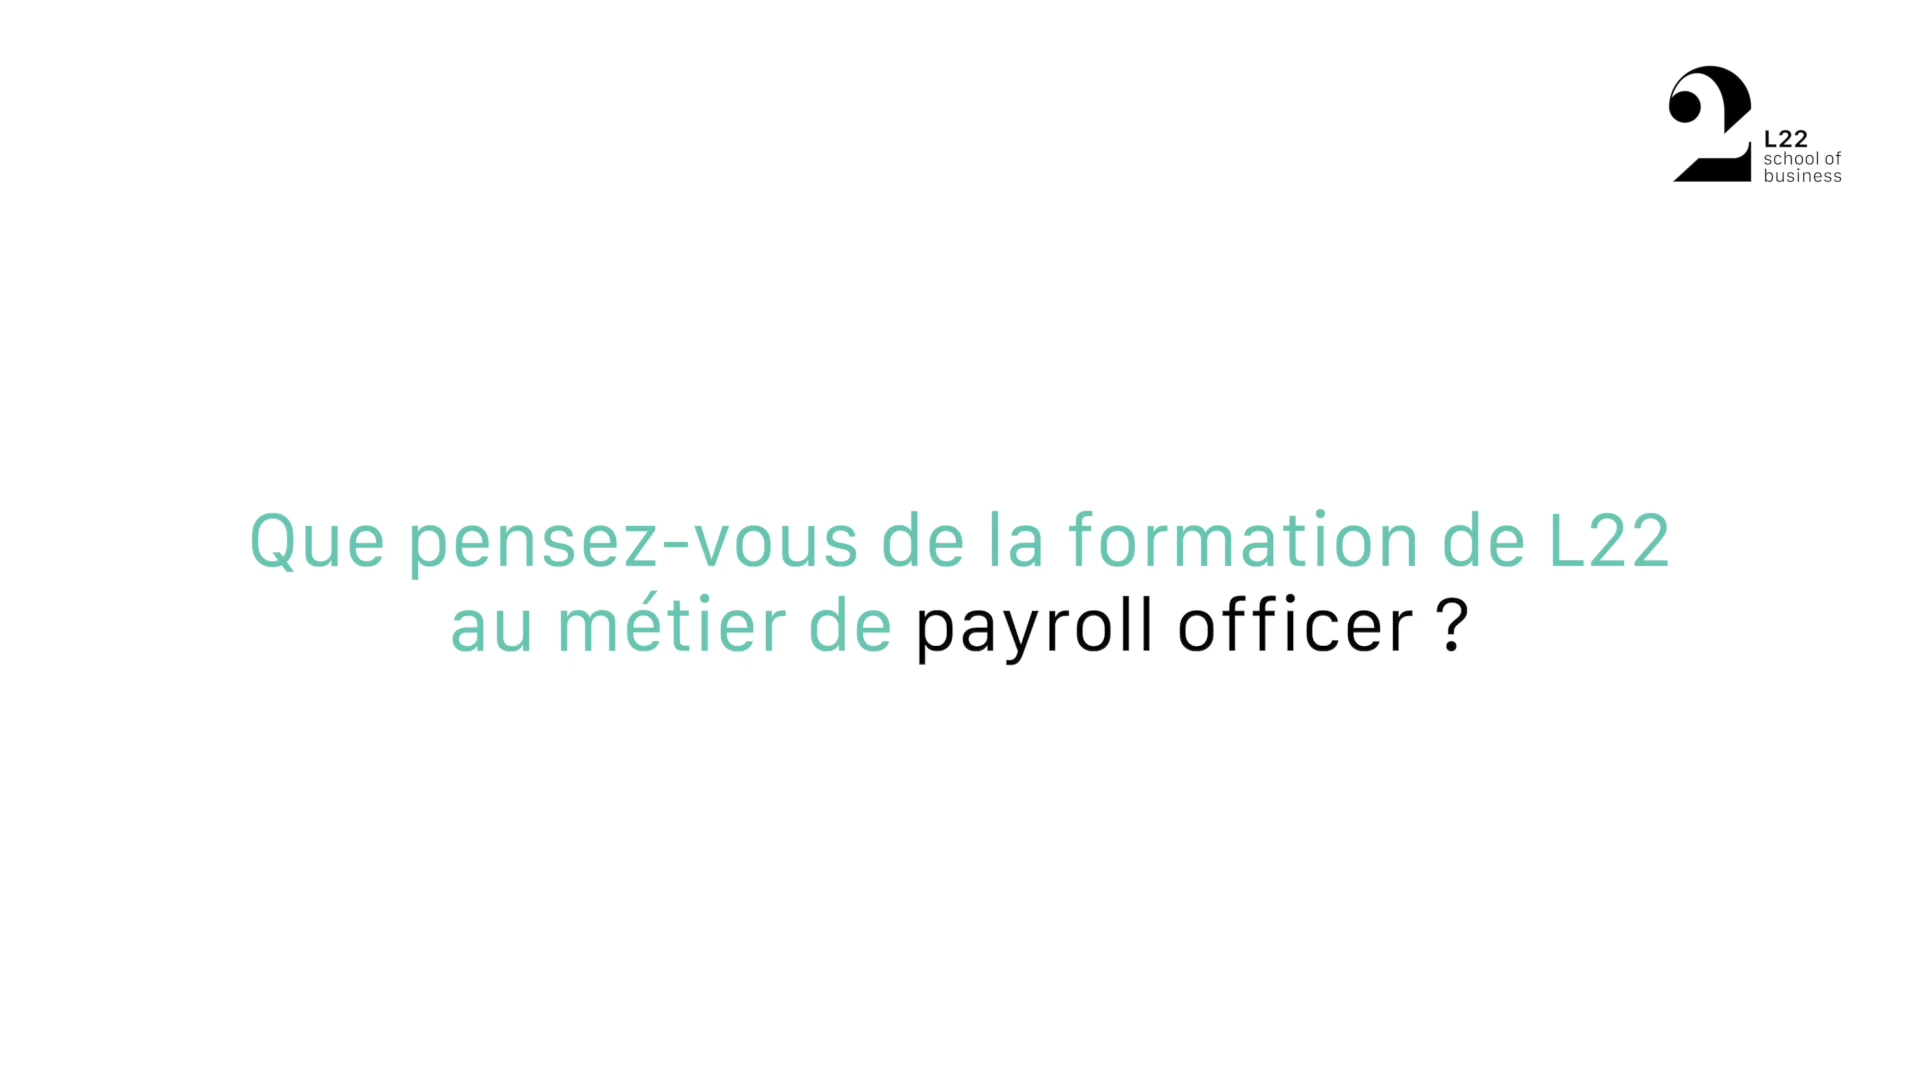 L22
school of
business
Que pensez-vous de la formation de L22
au métier de payroll officer ?